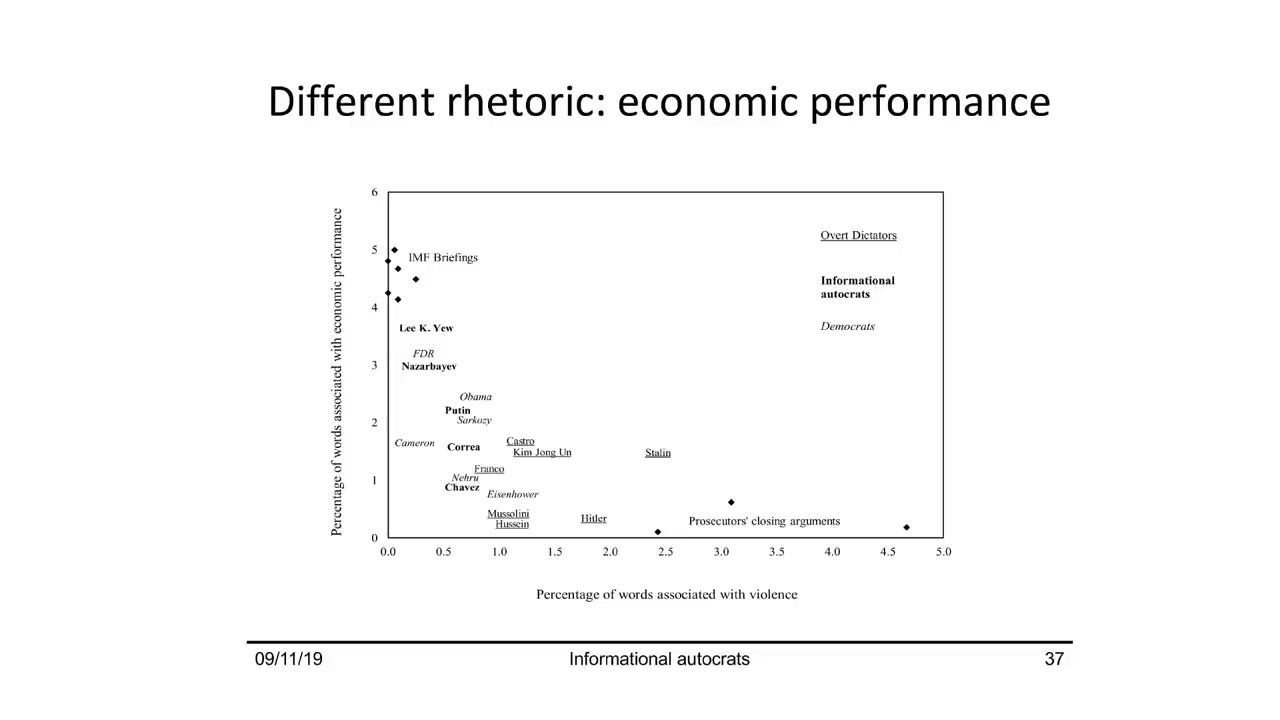 Different rhetoric: economic performance
Percentage of words associated with economic performance
6
5
4
3
2
1
0
IMF Briefings
Overt Dictators
Informational
autocrats
Democrats
Lee K. Yew
FDR
Nazarbayev
Obama
Putin
Sarkozy
Cameron
Correa
Castro
Kim Jong Un
Stalin
Franco
Nehru
Chavez
Eisenhower
Mussolini
Hussein
Hitler
Prosecutors' closing arguments
0.0 0.5 1.0 1.5 2.0 2.5 3.0 3.5 4.0 4.5 5.0
Percentage of words associated with violence
09/11/19 Informational autocrats 37